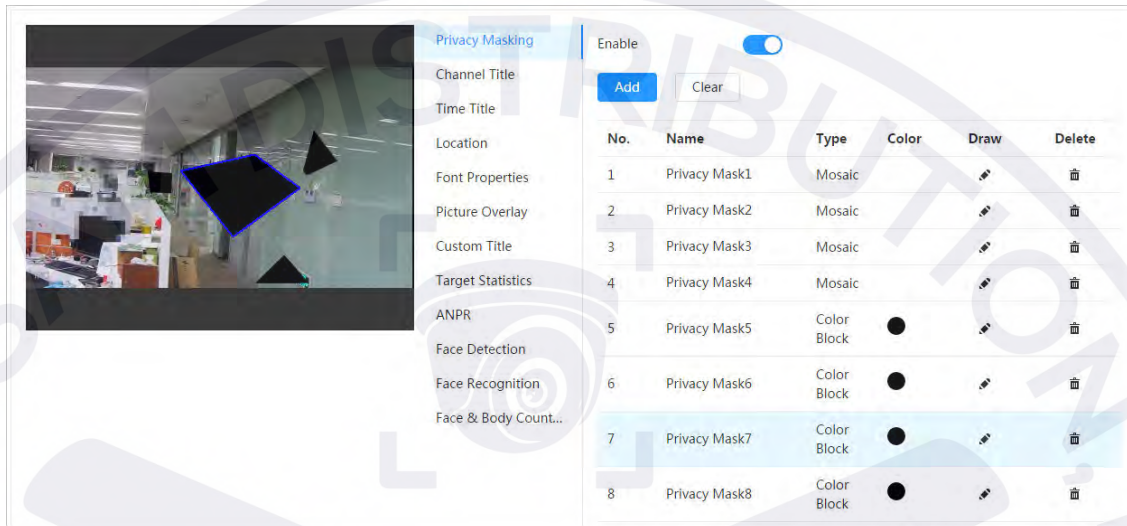 Privacy Masking
Channel Title
Time Title
Location
Font Properties
Picture Overlay
Custom Title
Target Statistics
ANPR
Face Detection
Face Recognition
Face & Body Count...
Enable
Add Clear
No. Name Type Color Draw Delete
1 Privacy Mask1 Mosaic
2 Privacy Mask2 Mosaic
3 Privacy Mask3 Mosaic
4 Privacy Mask4 Mosaic
5 Privacy Mask5 Color Block
6 Privacy Mask6 Color Block
7 Privacy Mask7 Color Block
8 Privacy Mask8 Color Block
DISTRIBUTION